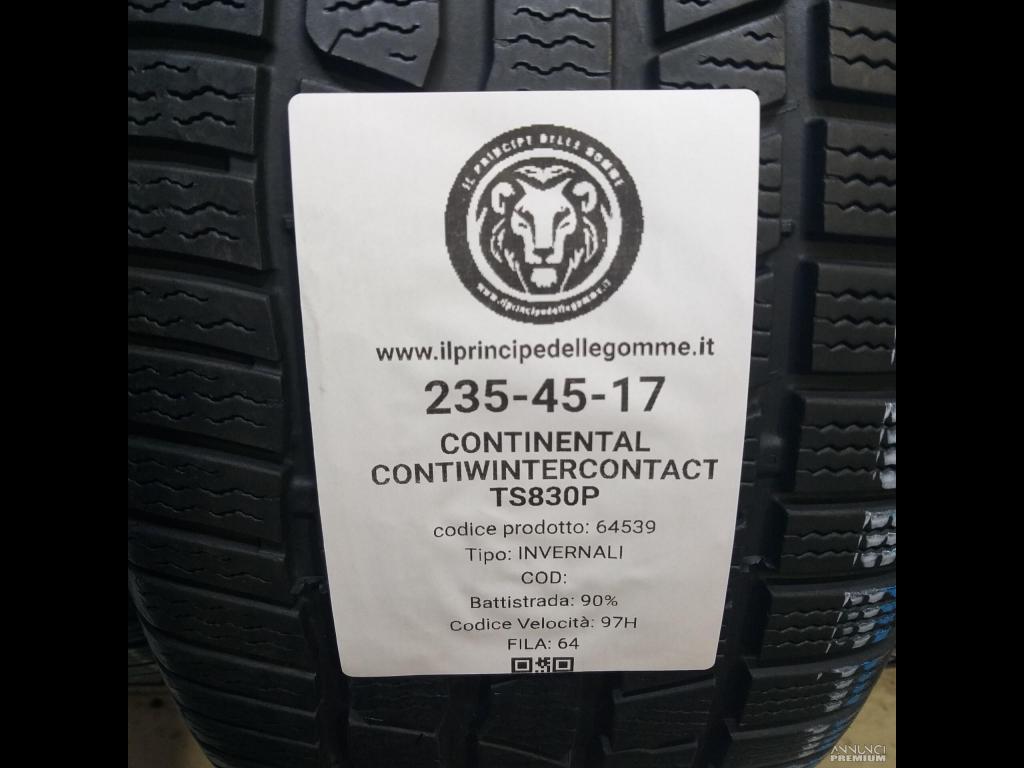 IL PRINCIPE DELLE GOMME
www.ilprincipedellegomme.it
www.ilprincipedellegomme.it
235-45-17
CONTINENTAL
CONTIWINTERCONTACT
TS830P
codice prodotto: 64539
Tipo: INVERNALI
COD:
Battistrada: 90%
Codice Velocità: 97H
FILA: 64
ANNUNCI
PREMIUM